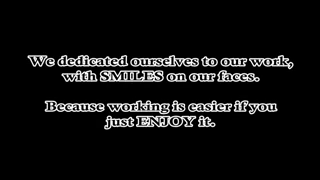 We dedicated ourselves to our work,
with SMILES on our faces.
Because working is easier if you
just ENJOY it.